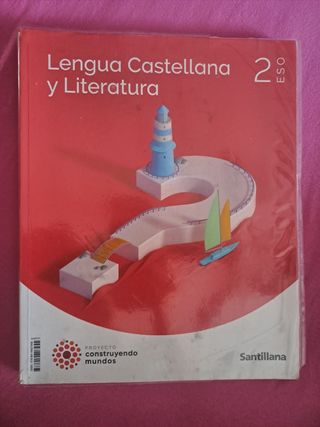 Lengua Castellana
y Literatura
2 ESO
PROYECTO
construyendo
mundos
Santillana